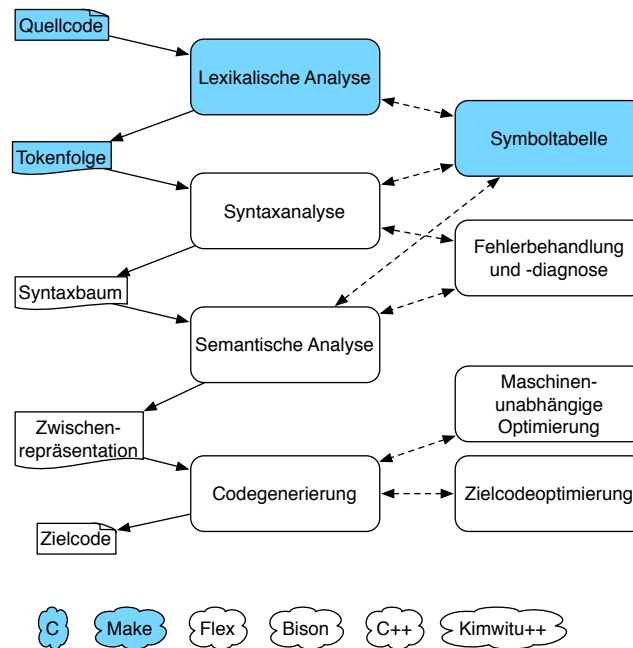 Quellcode
Lexikalische Analyse
Tokenfolge
Symboltabelle
Syntaxanalyse
Fehlerbehandlung
und -diagnose
Syntaxbaum
Semantische Analyse
Maschinen-
unabhängige
Optimierung
Zwischen-
repräsentation
Codegenerierung
Zielcodeoptimierung
Zielcode
C
Make
Flex
Bison
C++
Kimwitu++